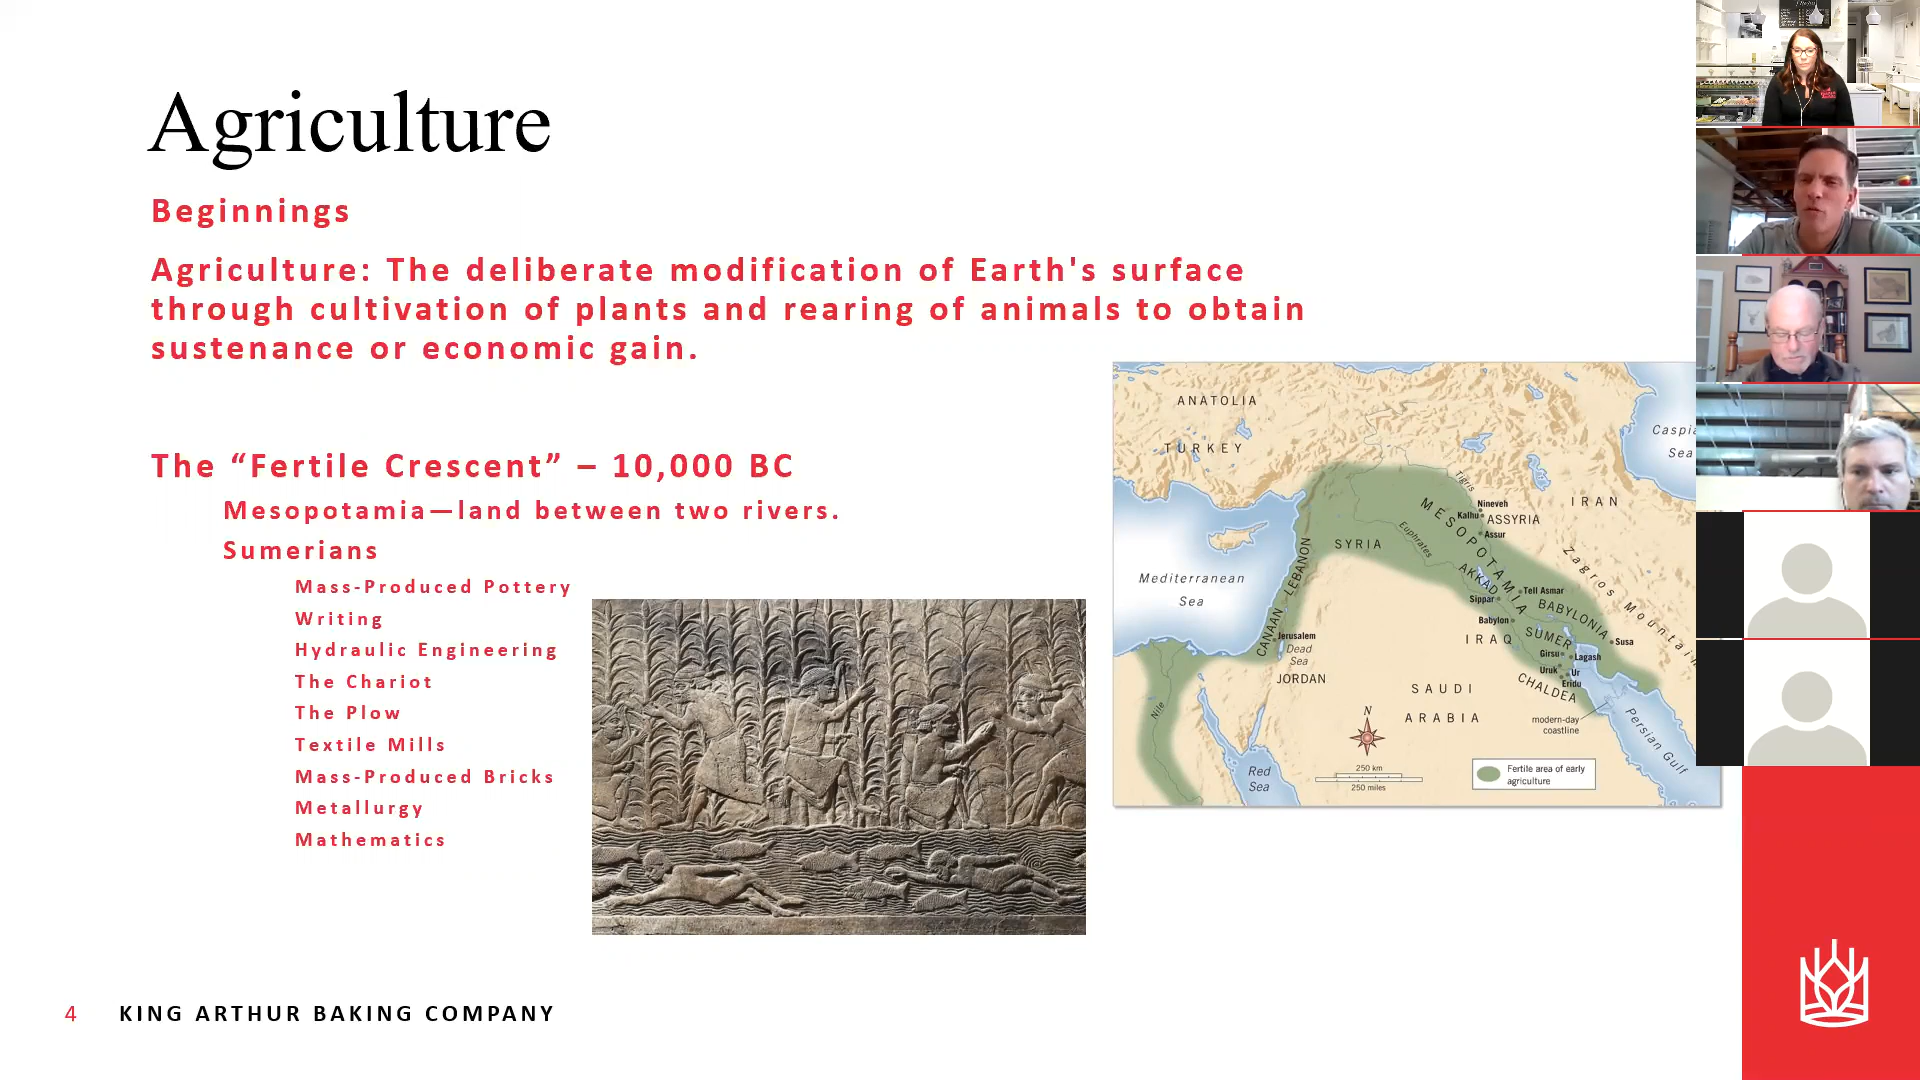 Agriculture
Beginnings
Agriculture: The deliberate modification of Earth's surface
through cultivation of plants and rearing of animals to obtain
sustenance or economic gain.
The “Fertile Crescent” – 10,000 BC
Mesopotamia—land between two rivers.
Sumerians
Mass-Produced Pottery
Writing
Hydraulic Engineering
The Chariot
The Plow
Textile Mills
Mass-Produced Bricks
Metallurgy
Mathematics
ANATOLIA
TURKEY
Caspia
Sea
Mediterranean
Sea
SYRIA
LEBANON
CANAAN
Jerusalem
Dead
Sea
JORDAN
Nile
Red
Sea
Tigris
Euphrates
MESOPOTAMIA
Nineveh
Kalhu
ASSYRIA
Assur
IRAN
Zagros Mountai
AKKAD
Tell Asmar
Sippar
BABYLONIA
Babylon
IRAQ
SUMER
Susa
Girsu
Lagash
Uruk
Ur
Eridu
CHALDEA
SAUDI
ARABIA
modern-day
coastline
Persian Gulf
N
250 km
250 miles
Fertile area of early
agriculture
4 KING ARTHUR BAKING COMPANY